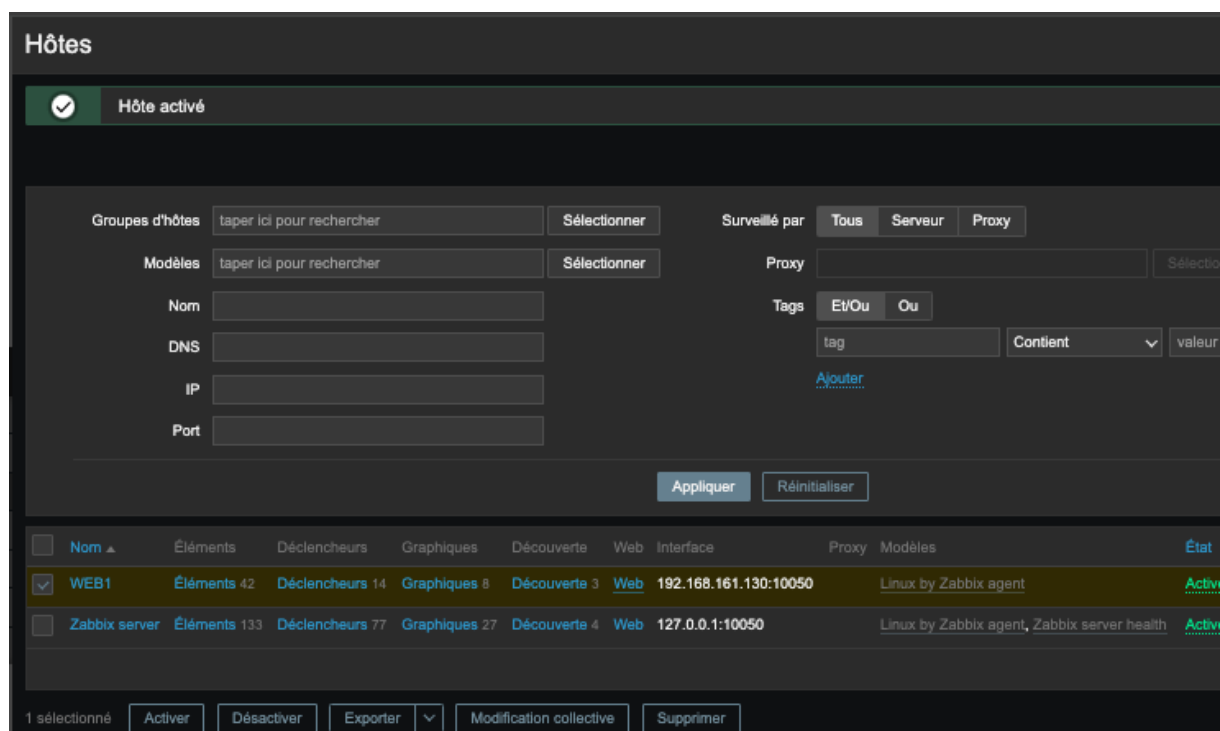 Hôtes
Hôte activé
Groupes d'hôtes taper ici pour rechercher Sélectionner Surveillé par Tous Serveur Proxy
Modèles taper ici pour rechercher Sélectionner Proxy Sélectio
Nom Tags Et/Ou Ou
DNS tag Contient valeur
IP Ajouter
Port
Appliquer Réinitialiser
Nom Éléments Déclencheurs Graphiques Découverte Web Interface Proxy Modèles État
WEB1 Éléments 42 Déclencheurs 14 Graphiques 8 Découverte 3 Web 192.168.161.130:10050 Linux by Zabbix agent Activé
Zabbix server Éléments 133 Déclencheurs 77 Graphiques 27 Découverte 4 Web 127.0.0.1:10050 Linux by Zabbix agent, Zabbix server health Activé
1 sélectionné Activer Désactiver Exporter Modification collective Supprimer